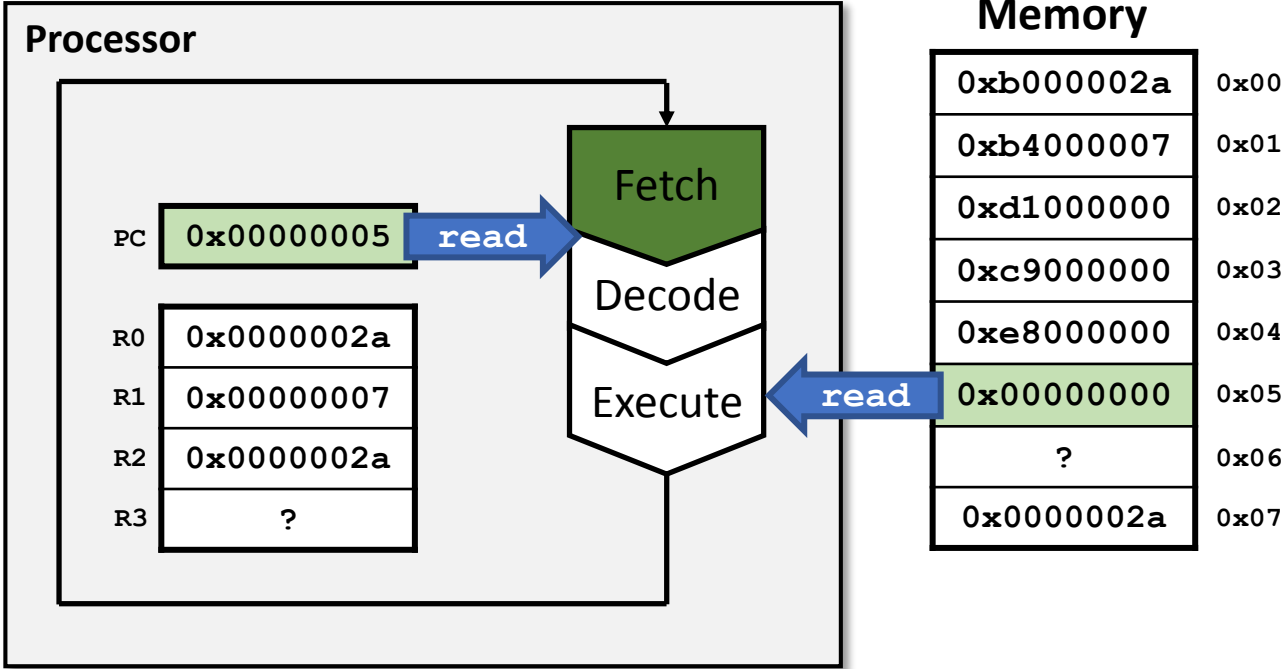 Processor
Memory
0xb000002a 0x00
0xb4000007 0x01
Fetch
0xd1000000 0x02
PC 0x00000005 read
0xc9000000 0x03
Decode
R0 0x0000002a
0xe8000000 0x04
R1 0x00000007
Execute
read
0x00000000 0x05
R2 0x0000002a
? 0x06
R3 ?
0x0000002a 0x07